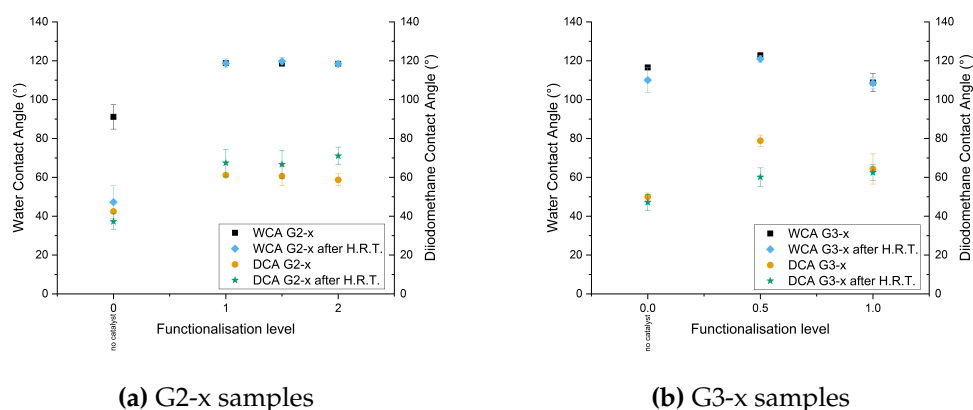 140
120
100
80
60
40
20
0
Water Contact Angle (°)
140
120
100
80
60
40
20
0
Diiodomethane Contact Angle (°)
WCA G2-x
WCA G2-x after H.R.T.
DCA G2-x
DCA G2-x after H.R.T.
0
1
2
no catalyst
Functionalisation level
(a) G2-x samples
140
120
100
80
60
40
20
0
Water Contact Angle (°)
140
120
100
80
60
40
20
0
Diiodomethane Contact Angle (°)
WCA G3-x
WCA G3-x after H.R.T.
DCA G3-x
DCA G3-x after H.R.T.
0.0
0.5
1.0
no catalyst
Functionalisation level
(b) G3-x samples